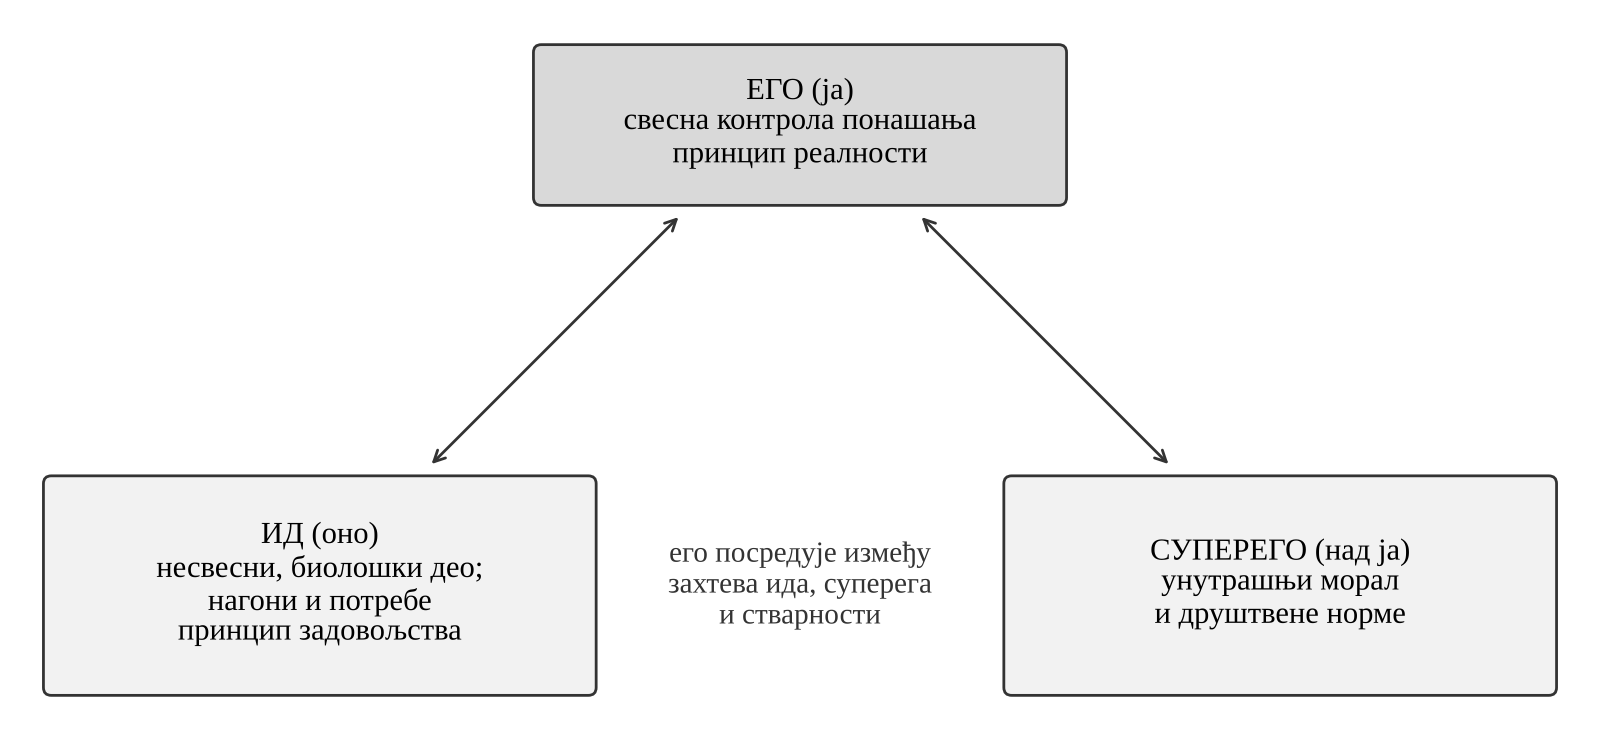 ЕГО (ја)
свесна контрола понашања
принцип реалности
ИД (оно)
несвесни, биолошки део;
нагони и потребе
принцип задовољства
его посредује између
захтева ида, суперега
и стварности
СУПЕРЕГО (над ја)
унутрашњи морал
и друштвене норме